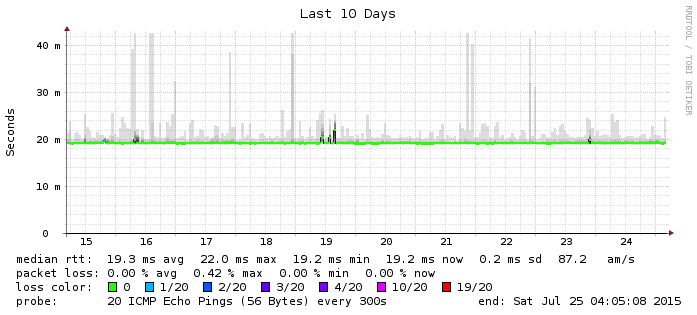 Last 10 Days
RRDTOOL / TOBI OETIKER
Seconds
40 m
30 m
20 m
10 m
0
15 16 17 18 19 20 21 22 23 24
median rtt: 19.3 ms avg 22.0 ms max 19.2 ms min 19.2 ms now 0.2 ms sd 87.2 am/s
packet loss: 0.00 % avg 0.42 % max 0.00 % min 0.00 % now
loss color: 0 1/20 2/20 3/20 4/20 10/20 19/20
probe: 20 ICMP Echo Pings (56 Bytes) every 300s end: Sat Jul 25 04:05:08 2015